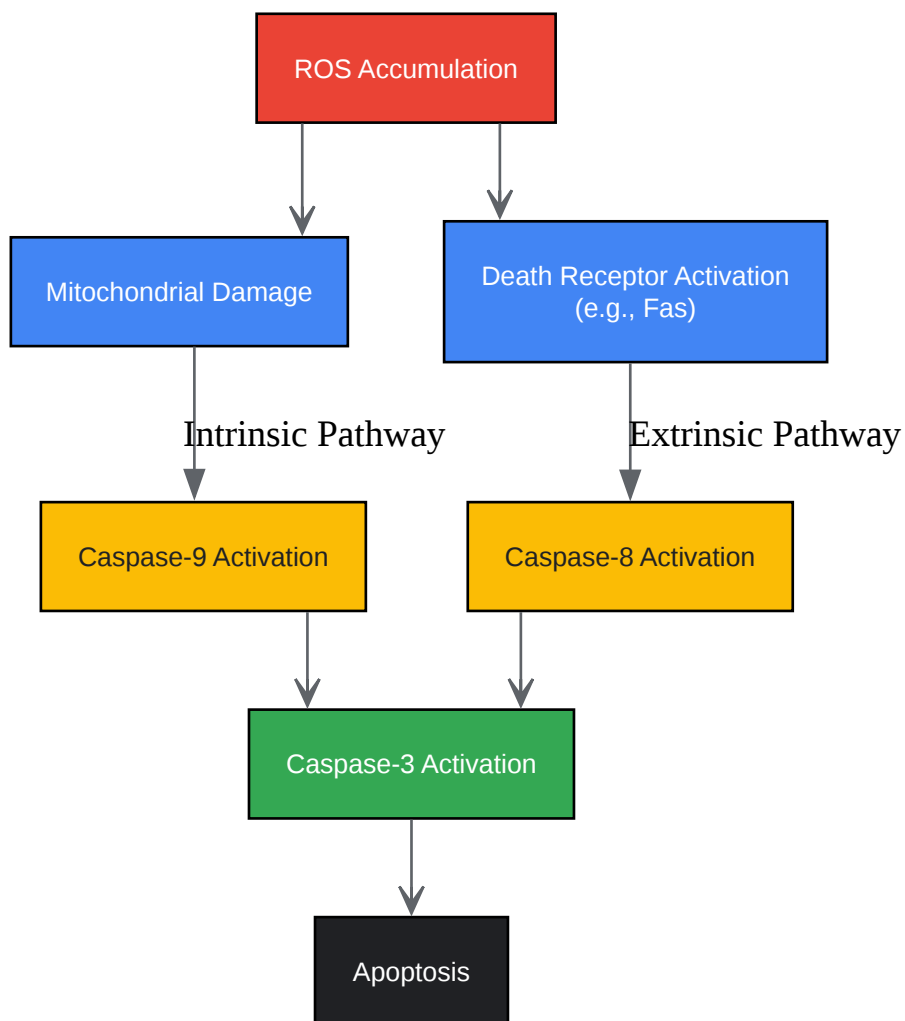 ROS Accumulation
Mitochondrial Damage
Death Receptor Activation
(e.g., Fas)
Intrinsic Pathway
Extrinsic Pathway
Caspase-9 Activation
Caspase-8 Activation
Caspase-3 Activation
Apoptosis